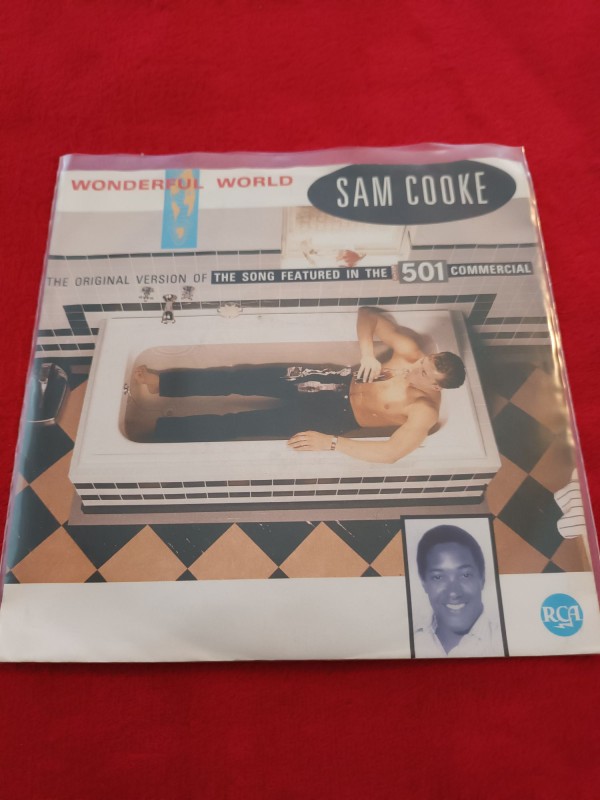 WONDERFUL WORLD
SAM COOKE
THE ORIGINAL VERSION OF THE SONG FEATURED IN THE 501 COMMERCIAL
RCA